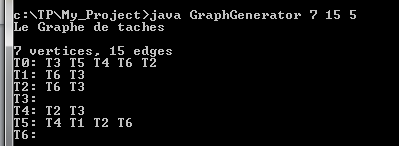 c:\TP\My_Project>java GraphGenerator 7 15 5
Le Graphe de taches
7 vertices, 15 edges
T0: T3 T5 T4 T6 T2
T1: T6 T3
T2: T6 T3
T3:
T4: T2 T3
T5: T4 T1 T2 T6
T6: